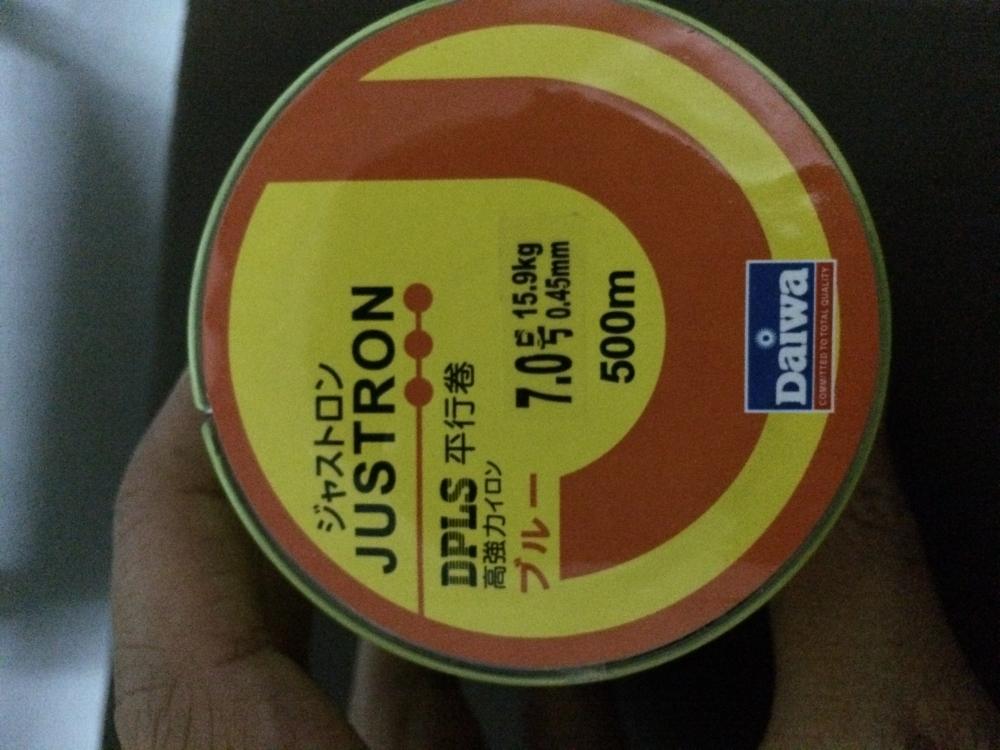 ジャストロン
JUSTRON
DPLS 平行巻
高強力イロン
ブルー
7.0号 15.9kg
0.45mm
500m
Daiwa
COMMITTED TO TOTAL QUALITY